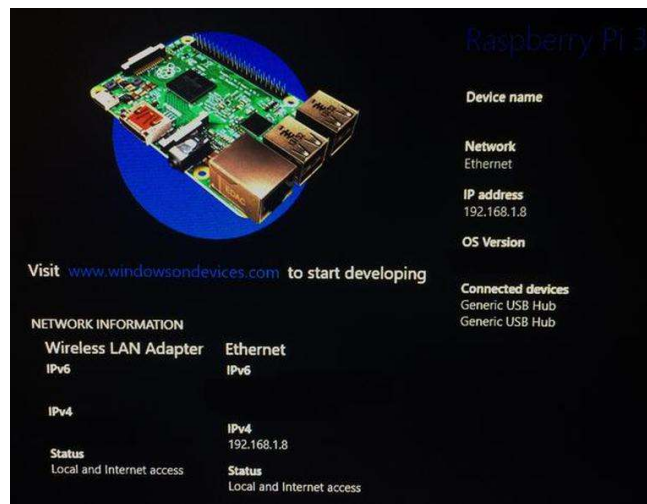 Raspberry Pi 3
Device name
Network
Ethernet
IP address
192.168.1.8
OS Version
Connected devices
Generic USB Hub
Generic USB Hub
Visit www.windowsondevices.com to start developing
NETWORK INFORMATION
Wireless LAN Adapter
IPv6
IPv4
Status
Local and Internet access
Ethernet
IPv6
IPv4
192.168.1.8
Status
Local and Internet access